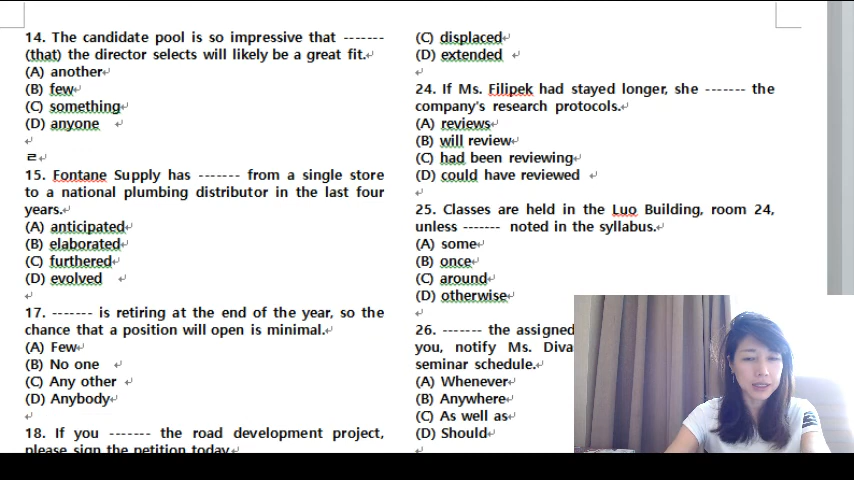 14. The candidate pool is so impressive that -------
(that) the director selects will likely be a great fit.
(A) another
(B) few
(C) something
(D) anyone
ㄹ
15. Fontane Supply has ------- from a single store
to a national plumbing distributor in the last four
years.
(A) anticipated
(B) elaborated
(C) furthered
(D) evolved
17. ------- is retiring at the end of the year, so the
chance that a position will open is minimal.
(A) Few
(B) No one
(C) Any other
(D) Anybody
18. If you ------- the road development project,
please sign the petition today
(C) displaced
(D) extended
24. If Ms. Filipek had stayed longer, she ------- the
company's research protocols.
(A) reviews
(B) will review
(C) had been reviewing
(D) could have reviewed
25. Classes are held in the Luo Building, room 24,
unless ------- noted in the syllabus.
(A) some
(B) once
(C) around
(D) otherwise
26. ------- the assigned
you, notify Ms. Diva
seminar schedule.
(A) Whenever
(B) Anywhere
(C) As well as
(D) Should